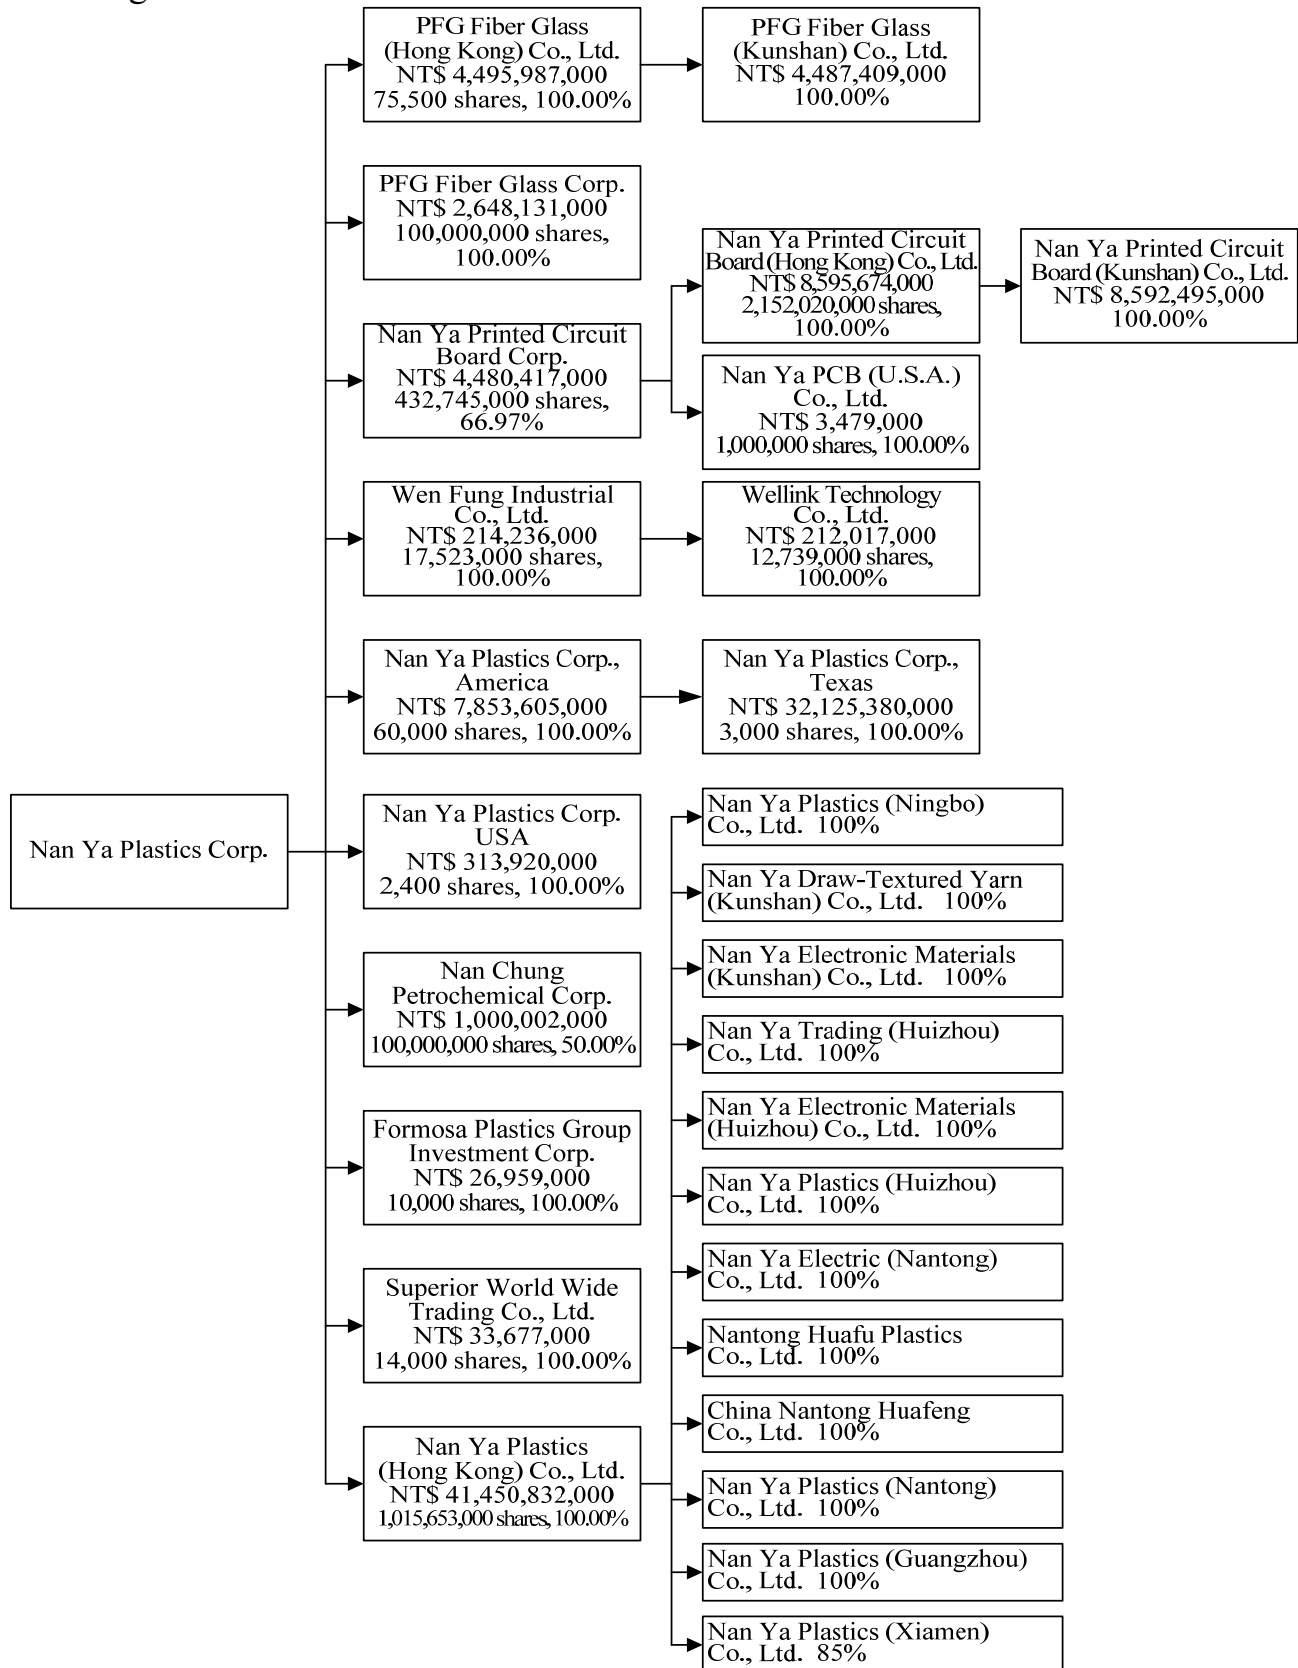 PFG Fiber Glass
(Hong Kong) Co., Ltd.
NT$ 4,495,987,000
75,500 shares, 100.00%
PFG Fiber Glass
(Kunshan) Co., Ltd.
NT$ 4,487,409,000
100.00%
PFG Fiber Glass Corp.
NT$ 2,648,131,000
100,000,000 shares,
100.00%
Nan Ya Printed Circuit
Board Corp.
NT$ 4,480,417,000
432,745,000 shares,
66.97%
Nan Ya Printed Circuit
Board (Hong Kong) Co., Ltd.
NT$ 8,595,674,000
2,152,020,000 shares,
100.00%
Nan Ya Printed Circuit
Board (Kunshan) Co., Ltd.
NT$ 8,592,495,000
100.00%
Nan Ya PCB (U.S.A.)
Co., Ltd.
NT$ 3,479,000
1,000,000 shares, 100.00%
Wen Fung Industrial
Co., Ltd.
NT$ 214,236,000
17,523,000 shares,
100.00%
Wellink Technology
Co., Ltd.
NT$ 212,017,000
12,739,000 shares,
100.00%
Nan Ya Plastics Corp.,
America
NT$ 7,853,605,000
60,000 shares, 100.00%
Nan Ya Plastics Corp.,
Texas
NT$ 32,125,380,000
3,000 shares, 100.00%
Nan Ya Plastics Corp.
Nan Ya Plastics Corp.
USA
NT$ 313,920,000
2,400 shares, 100.00%
Nan Chung
Petrochemical Corp.
NT$ 1,000,002,000
100,000,000 shares, 50.00%
Formosa Plastics Group
Investment Corp.
NT$ 26,959,000
10,000 shares, 100.00%
Superior World Wide
Trading Co., Ltd.
NT$ 33,677,000
14,000 shares, 100.00%
Nan Ya Plastics
(Hong Kong) Co., Ltd.
NT$ 41,450,832,000
1,015,653,000 shares, 100.00%
Nan Ya Plastics (Ningbo)
Co., Ltd. 100%
Nan Ya Draw-Textured Yarn
(Kunshan) Co., Ltd. 100%
Nan Ya Electronic Materials
(Kunshan) Co., Ltd. 100%
Nan Ya Trading (Huizhou)
Co., Ltd. 100%
Nan Ya Electronic Materials
(Huizhou) Co., Ltd. 100%
Nan Ya Plastics (Huizhou)
Co., Ltd. 100%
Nan Ya Electric (Nantong)
Co., Ltd. 100%
Nantong Huafu Plastics
Co., Ltd. 100%
China Nantong Huafeng
Co., Ltd. 100%
Nan Ya Plastics (Nantong)
Co., Ltd. 100%
Nan Ya Plastics (Guangzhou)
Co., Ltd. 100%
Nan Ya Plastics (Xiamen)
Co., Ltd. 85%